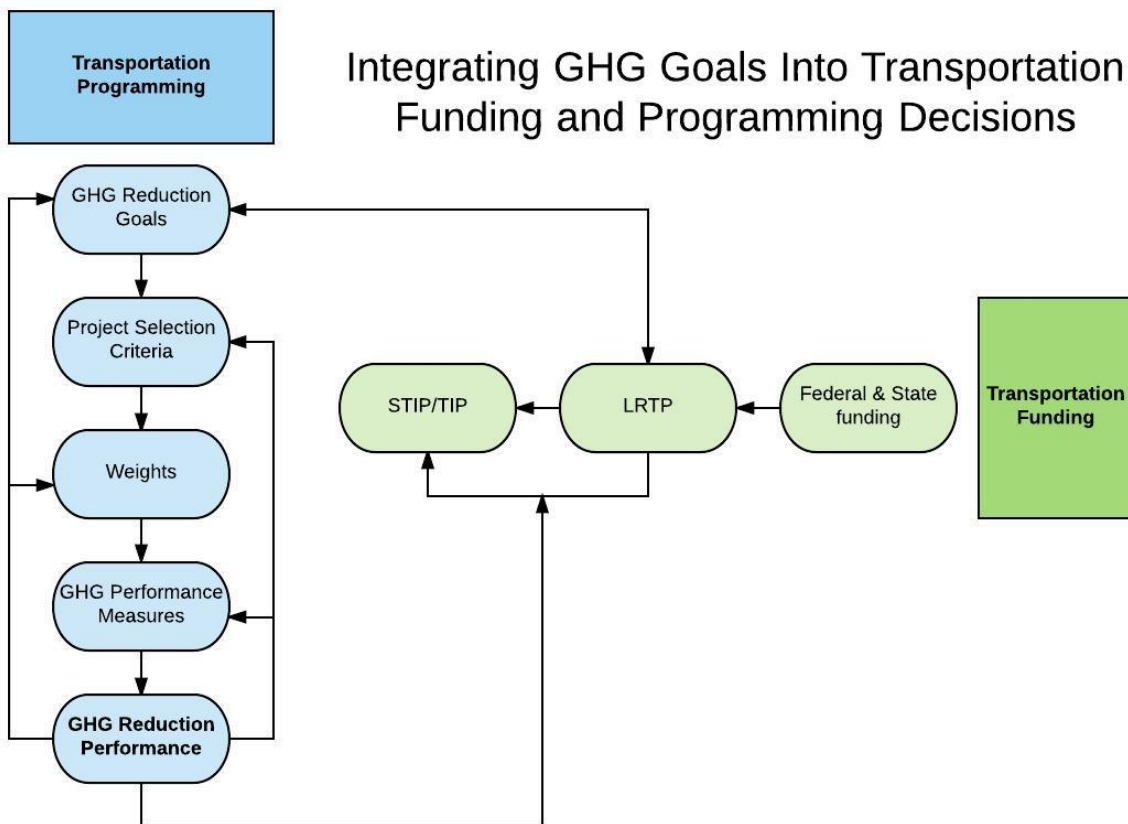 Transportation
Programming
Integrating GHG Goals Into Transportation
Funding and Programming Decisions
GHG Reduction
Goals
Project Selection
Criteria
Weights
GHG Performance
Measures
GHG Reduction
Performance
STIP/TIP
LRTP
Federal & State
funding
Transportation
Funding